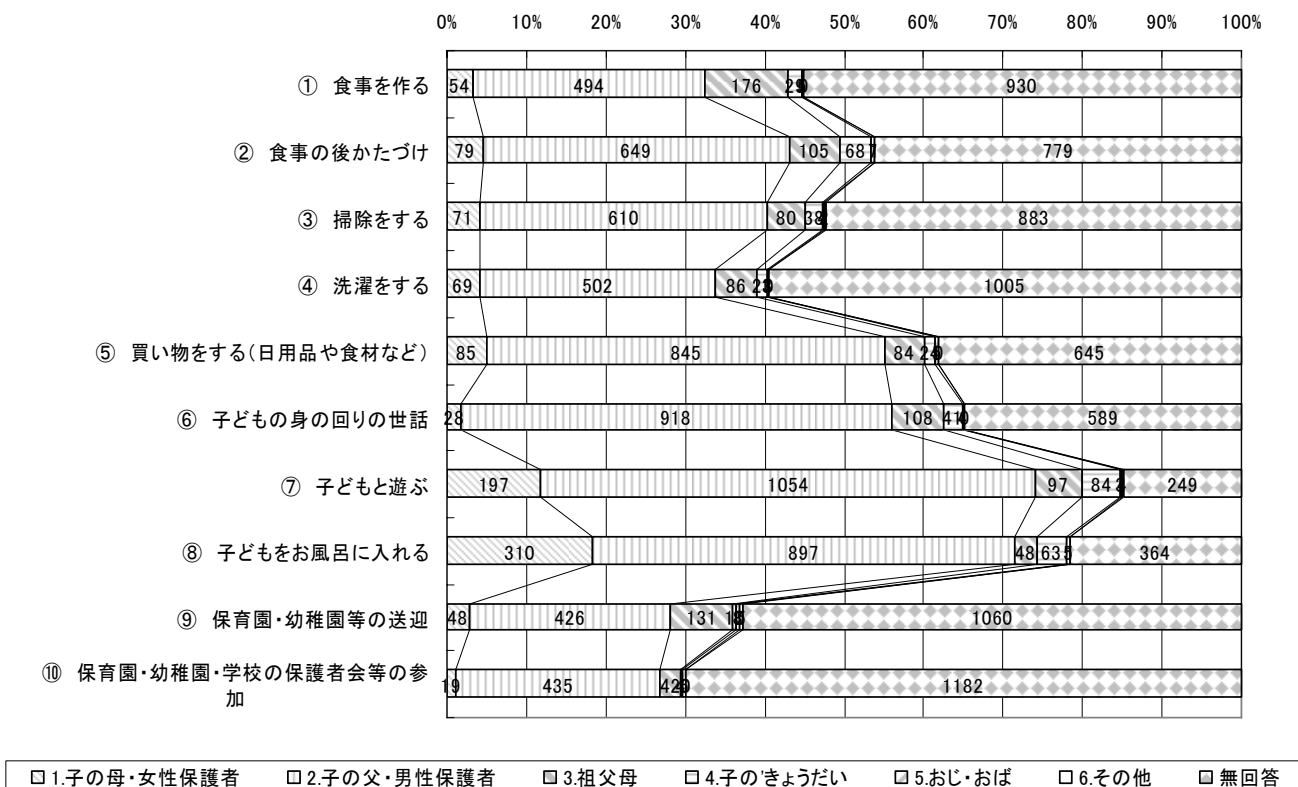 0% 10% 20% 30% 40% 50% 60% 70% 80% 90% 100%
① 食事を作る 54 494 176 930
② 食事の後かたづけ 79 649 105 68 779
③ 掃除をする 71 610 80 38 883
④ 洗濯をする 69 502 86 1005
⑤ 買い物をする(日用品や食材など) 85 845 84 24 645
⑥ 子どもの身の回りの世話 28 918 108 41 589
⑦ 子どもと遊ぶ 197 1054 97 84 249
⑧ 子どもをお風呂に入れる 310 897 48 63 364
⑨ 保育園・幼稚園等の送迎 48 426 131 1060
⑩ 保育園・幼稚園・学校の保護者会等の参
加 19 435 42 1182
1.子の母・女性保護者 2.子の父・男性保護者 3.祖父母 4.子の'きょうだい 5.おじ・おば 6.その他 無回答